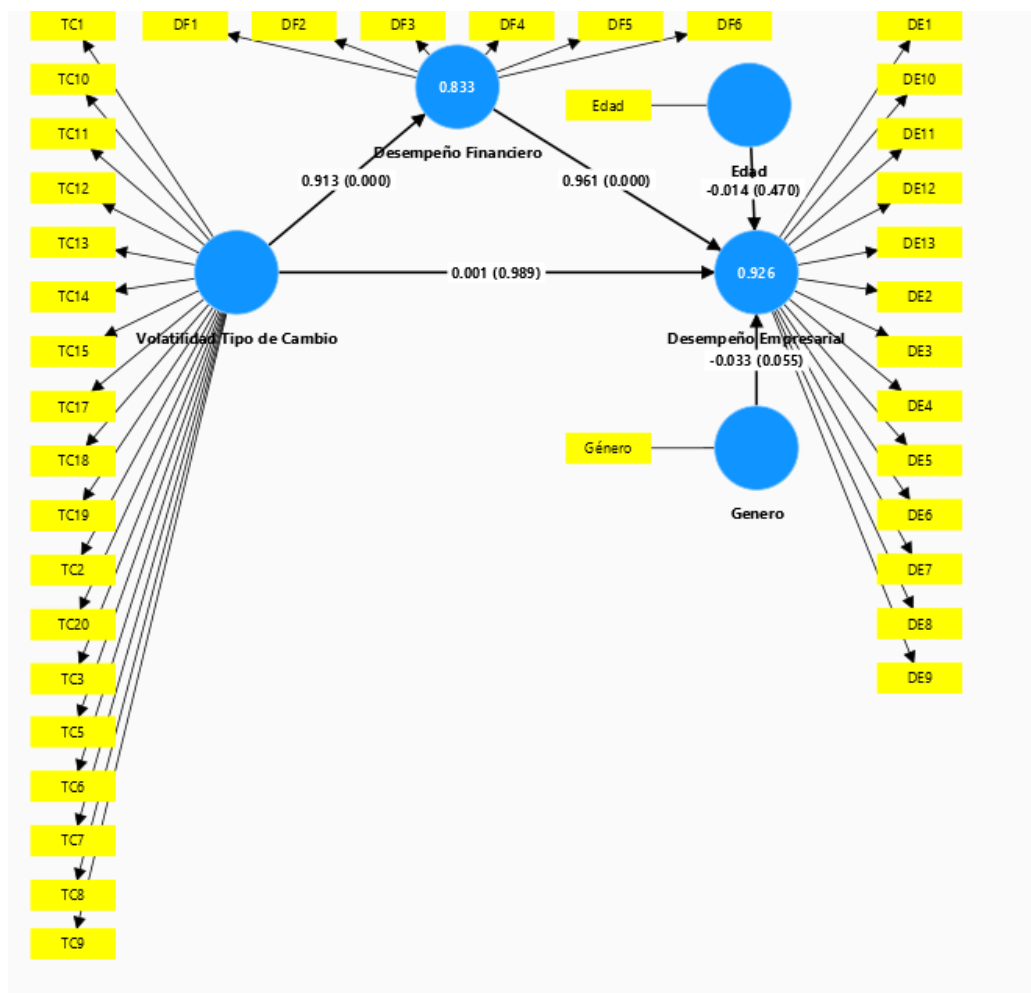 TC1
DF1
DF2
DF3
DF4
DF5
DF6
DE1
TC10
0.833
Edad
DE10
TC11
Desempeño Financiero
DE11
TC12
0.913 (0.000)
0.961 (0.000)
Edad
-0.014 (0.470)
DE12
TC13
DE13
0.001 (0.989)
0.926
TC14
DE2
TC15
Volatilidad Tipo de Cambio
Desempeño Empresarial
-0.033 (0.055)
DE3
TC17
DE4
TC18
Género
DE5
TC19
Genero
DE6
TC2
DE7
TC20
DE8
TC3
DE9
TC5
TC6
TC7
TC8
TC9